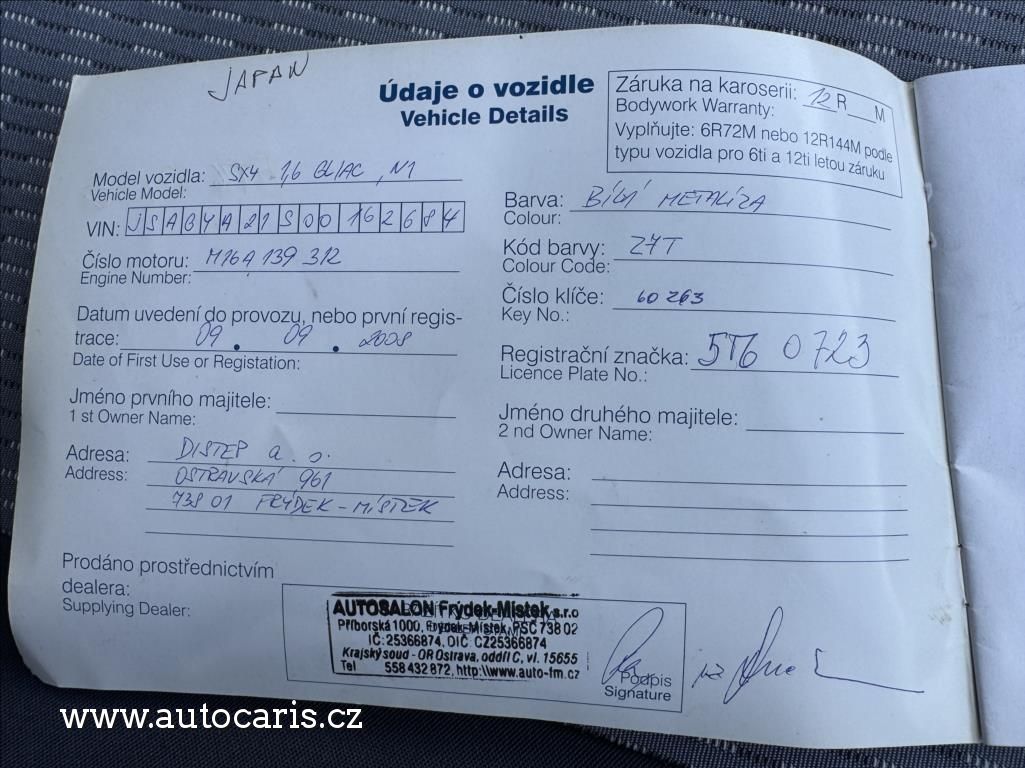 JAPAN
Údaje o vozidle
Vehicle Details
Záruka na karoserii: 12 R M
Bodywork Warranty:
Vyplňujte: 6R72M nebo 12R144M podle
typu vozidla pro 6ti a 12ti letou záruku
Model vozidla: SX4 1,6 GL/AC, N1
Vehicle Model:
VIN: JSAGYA21S00162684
Číslo motoru: M16A 139 312
Engine Number:
Datum uvedení do provozu, nebo první regis-
trace: 09 . 09 . 2008
Date of First Use or Registration:
Jméno prvního majitele:
1 st Owner Name:
Adresa: DISTEP a. s.
Address: OSTRAVSKÁ 961
738 01 FRÝDEK-MÍSTEK
Prodáno prostřednictvím
dealera:
Supplying Dealer:
Barva: BÍLÁ METALÍZA
Colour:
Kód barvy: Z7T
Colour Code:
Číslo klíče: 60263
Key No.:
Registrační značka: 5T6 0723
Licence Plate No.:
Jméno druhého majitele:
2 nd Owner Name:
Adresa:
Address:
AUTOSALON Frýdek-Místek s.r.o
Příborská 1000, Frýdek-Místek, PSČ 738 02
IČ: 25366874, DIČ: CZ25366874
Krajský soud - OR Ostrava, oddíl C, vl. 15655
Tel 558 432 872, http:\\www.auto-fm.cz
Podpis
Signature
www.autocaris.cz